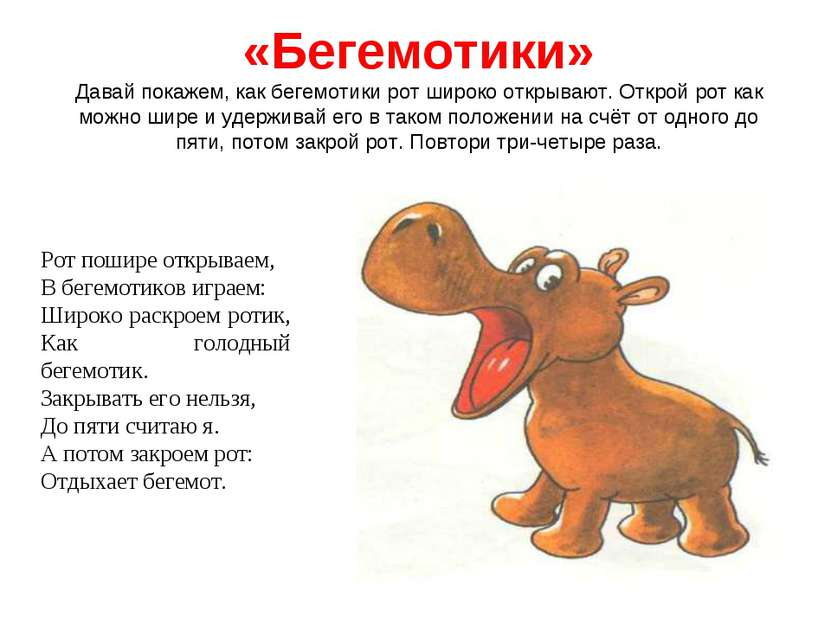 «Бегемотики»
Давай покажем, как бегемотики рот широко открывают. Открой рот как
можно шире и удерживай его в таком положении на счёт от одного до
пяти, потом закрой рот. Повтори три-четыре раза.
Рот пошире открываем,
В бегемотиков играем:
Широко раскроем ротик,
Как голодный
бегемотик.
Закрывать его нельзя,
До пяти считаю я.
А потом закроем рот:
Отдыхает бегемот.